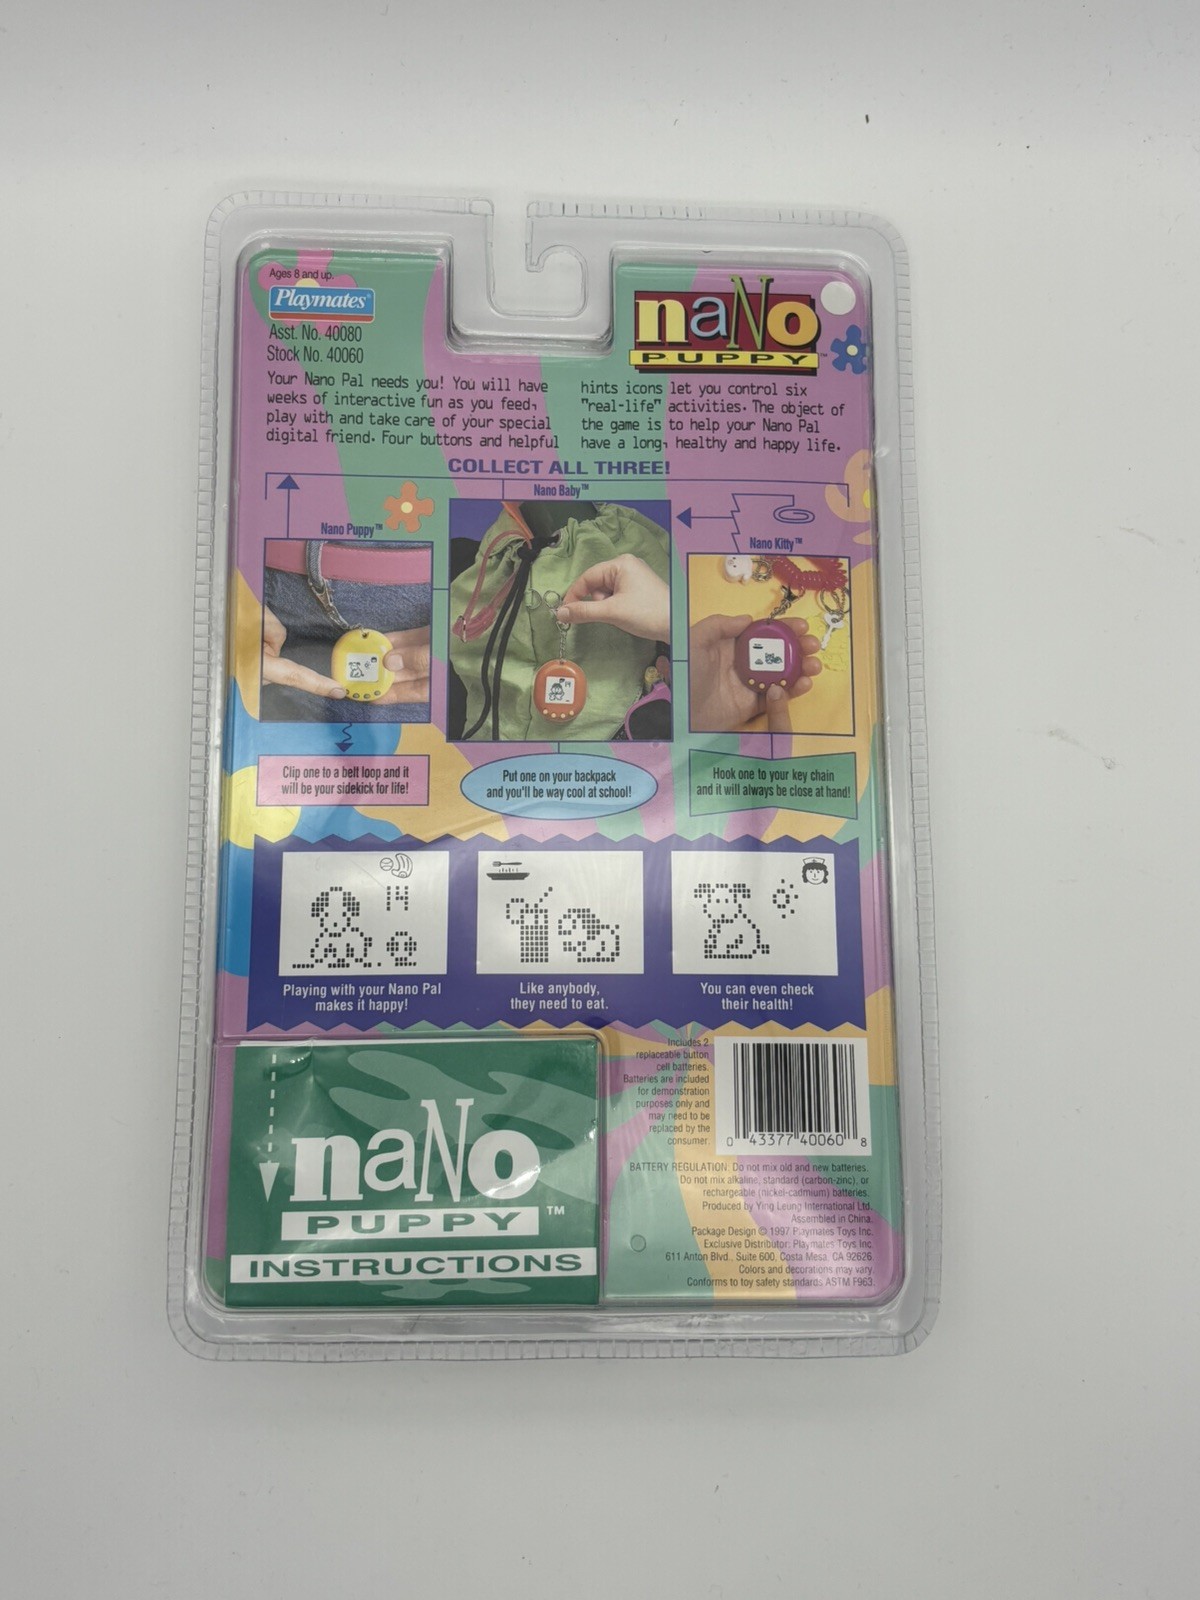 Ages 8 and up.
Playmates®
Asst. No. 40080
Stock No. 40060
naNo
PUPPY™
Your Nano Pal needs you! You will have
weeks of interactive fun as you feed,
play with and take care of your special
digital friend. Four buttons and helpful
hints icons let you control six
"real-life" activities. The object of
the game is to help your Nano Pal
have a long, healthy and happy life.
COLLECT ALL THREE!
Nano Puppy™
Nano Baby™
Nano Kitty™
Clip one to a belt loop and it
will be your sidekick for life!
Put one on your backpack
and you'll be way cool at school!
Hook one to your key chain
and it will always be close at hand!
14
Playing with your Nano Pal
makes it happy!
Like anybody,
they need to eat.
You can even check
their health!
naNo
PUPPY™
INSTRUCTIONS
Includes 2
replaceable button
cell batteries.
Batteries are included
for demonstration
purposes only and
may need to be
replaced by the
consumer.
0 43377 40060 8
BATTERY REGULATION: Do not mix old and new batteries.
Do not mix alkaline, standard (carbon-zinc), or
rechargeable (nickel-cadmium) batteries.
Produced by Ying Leung International Ltd.
Assembled in China.
Package Design © 1997 Playmates Toys Inc.
Exclusive Distributor: Playmates Toys Inc.
611 Anton Blvd., Suite 600, Costa Mesa, CA 92626
Colors and decorations may vary.
Conforms to toy safety standards ASTM F963.